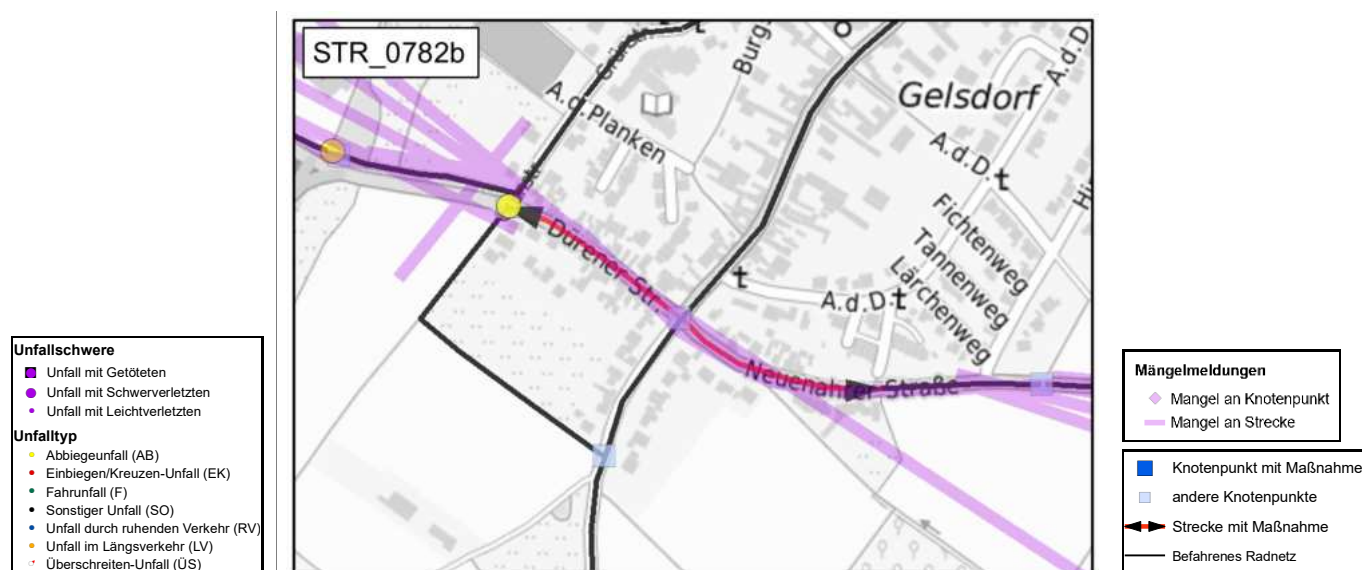 STR_0782b
Grünst
Burg-
A.d.D
Gelsdorf
A.d.Planken
A.d.D.
Hi
Fichtenweg
Tannenweg
Lärchenweg
Dürener Str.
A.d.D.
Neuenahrer Straße
Unfallschwere
Unfall mit Getöteten
Unfall mit Schwerverletzten
Unfall mit Leichtverletzten
Unfalltyp
Abbiegeunfall (AB)
Einbiegen/Kreuzen-Unfall (EK)
Fahrunfall (F)
Sonstiger Unfall (SO)
Unfall durch ruhenden Verkehr (RV)
Unfall im Längsverkehr (LV)
Überschreiten-Unfall (ÜS)
Mängelmeldungen
Mangel an Knotenpunkt
Mangel an Strecke
Knotenpunkt mit Maßnahme
andere Knotenpunkte
Strecke mit Maßnahme
Befahrenes Radnetz